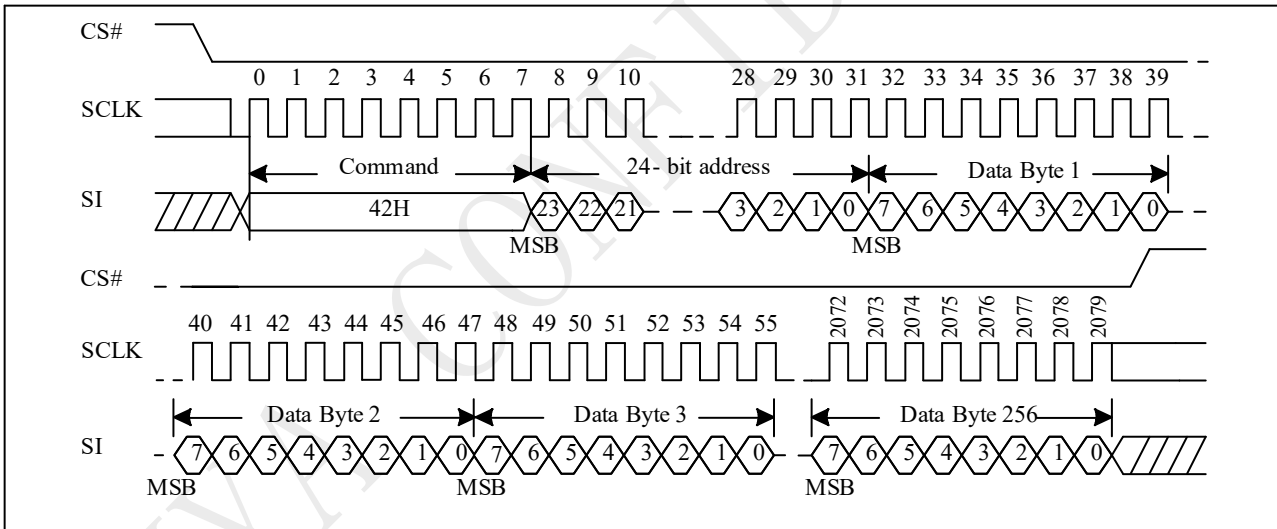 CS#
0 1 2 3 4 5 6 7 8 9 10 28 29 30 31 32 33 34 35 36 37 38 39
SCLK
Command 24- bit address Data Byte 1
SI
42H 23 22 21 3 2 1 0 7 6 5 4 3 2 1 0
MSB MSB
CS#
40 41 42 43 44 45 46 47 48 49 50 51 52 53 54 55 2072 2073 2074 2075 2076 2077 2078 2079
SCLK
Data Byte 2 Data Byte 3 Data Byte 256
SI
7 6 5 4 3 2 1 0 7 6 5 4 3 2 1 0 7 6 5 4 3 2 1 0
MSB MSB MSB